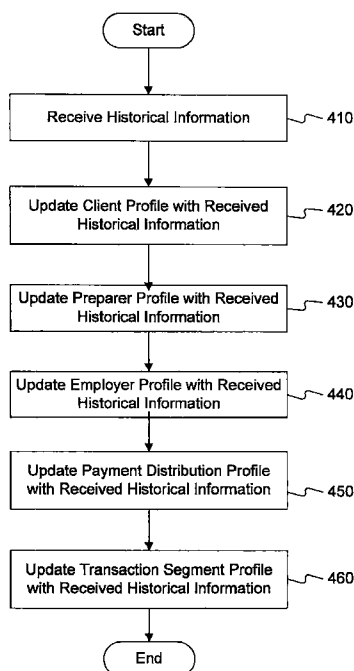 Start
Receive Historical Information
410
Update Client Profile with Received
Historical Information
420
Update Preparer Profile with Received
Historical Information
430
Update Employer Profile with Received
Historical Information
440
Update Payment Distribution Profile
with Received Historical Information
450
Update Transaction Segment Profile
with Received Historical Information
460
End